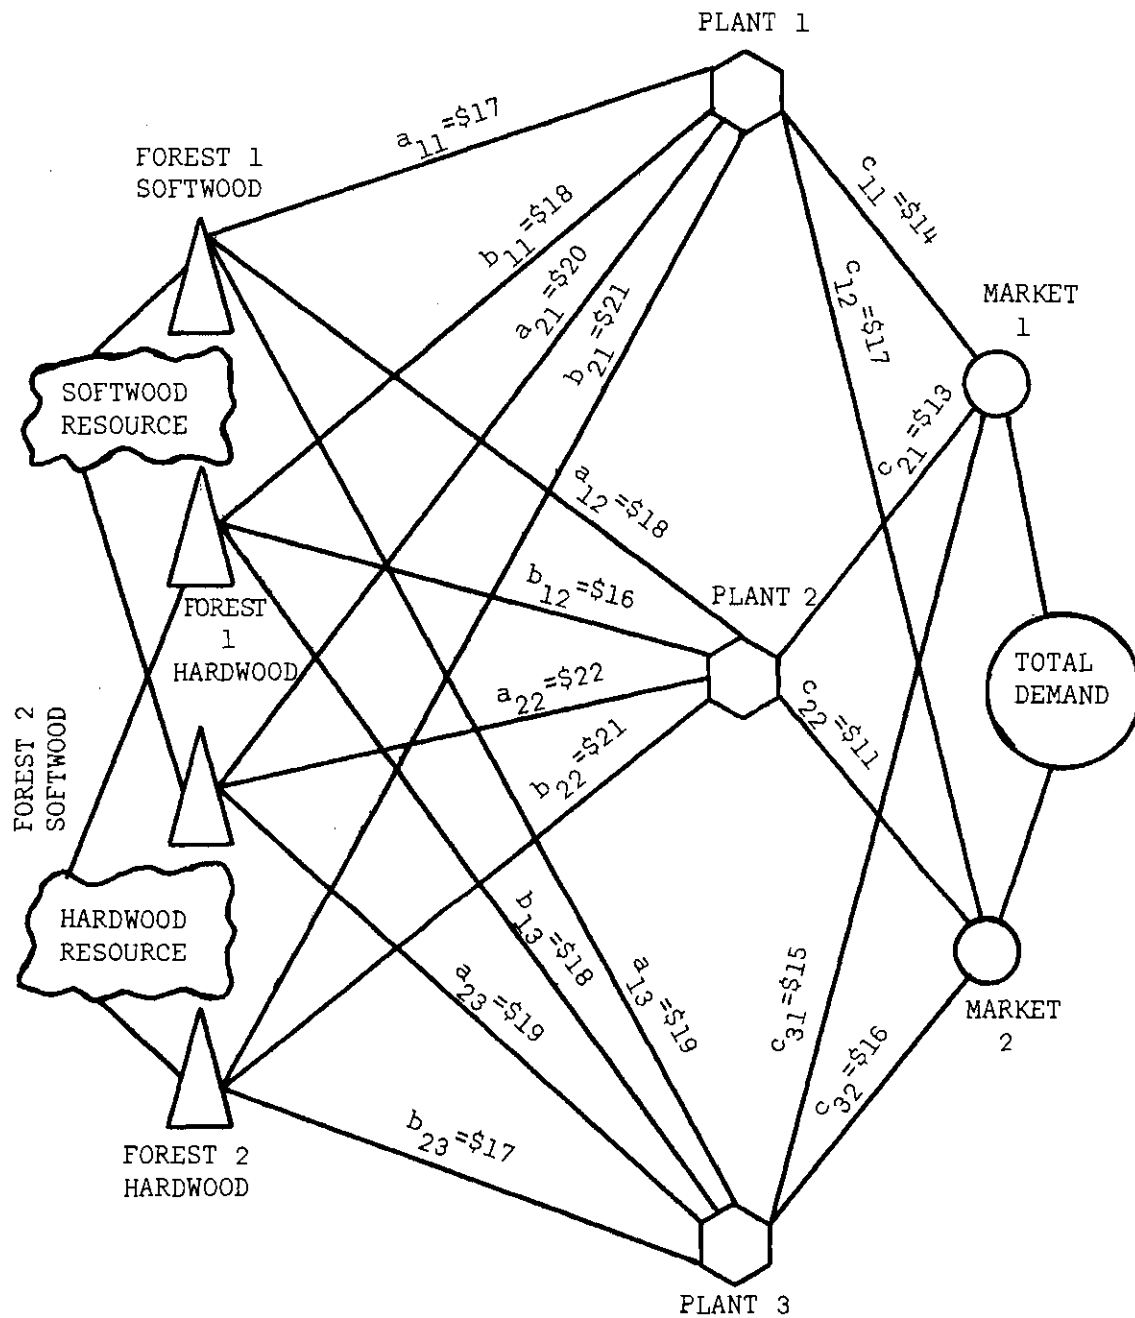 PLANT 1
a11=$17
FOREST 1
SOFTWOOD
b11=$18
a21=$20
b21=$21
c11=$14
c12=$17
MARKET
1
SOFTWOOD
RESOURCE
c21=$13
a12=$18
b12=$16
PLANT 2
FOREST
1
HARDWOOD
a22=$22
b22=$21
c22=$11
TOTAL
DEMAND
FOREST 2
SOFTWOOD
HARDWOOD
RESOURCE
b13=$18
a13=$19
a23=$19
c31=$15
c32=$16
MARKET
2
b23=$17
FOREST 2
HARDWOOD
PLANT 3